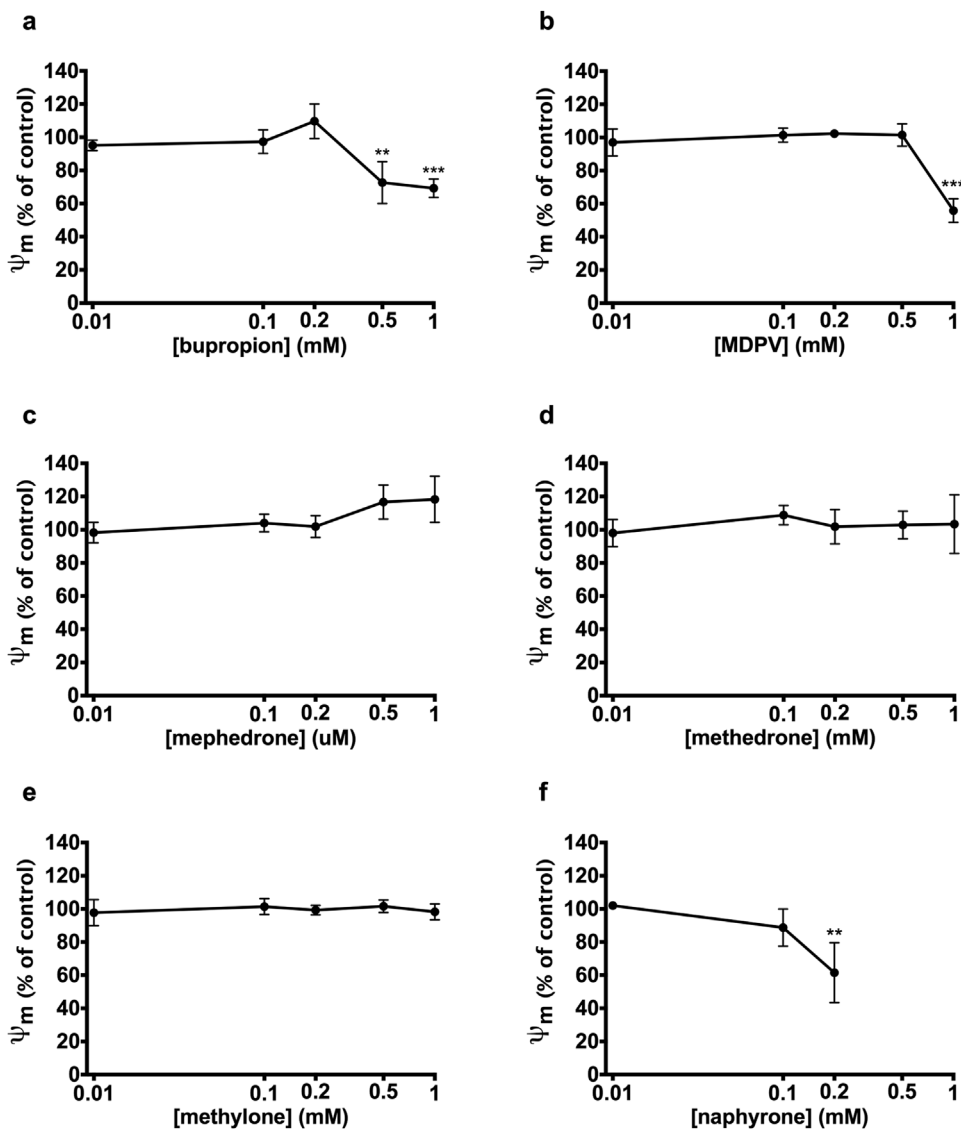 a
ψm (% of control)
140
120
100
80
60
40
20
0
**
***
0.01 0.1 0.2 0.5 1
[bupropion] (mM)
b
ψm (% of control)
140
120
100
80
60
40
20
0
***
0.01 0.1 0.2 0.5 1
[MDPV] (mM)
c
ψm (% of control)
140
120
100
80
60
40
20
0
0.01 0.1 0.2 0.5 1
[mephedrone] (uM)
d
ψm (% of control)
140
120
100
80
60
40
20
0
0.01 0.1 0.2 0.5 1
[methedrone] (mM)
e
ψm (% of control)
140
120
100
80
60
40
20
0
0.01 0.1 0.2 0.5 1
[methylone] (mM)
f
ψm (% of control)
140
120
100
80
60
40
20
0
**
0.01 0.1 0.2 0.5 1
[naphyrone] (mM)